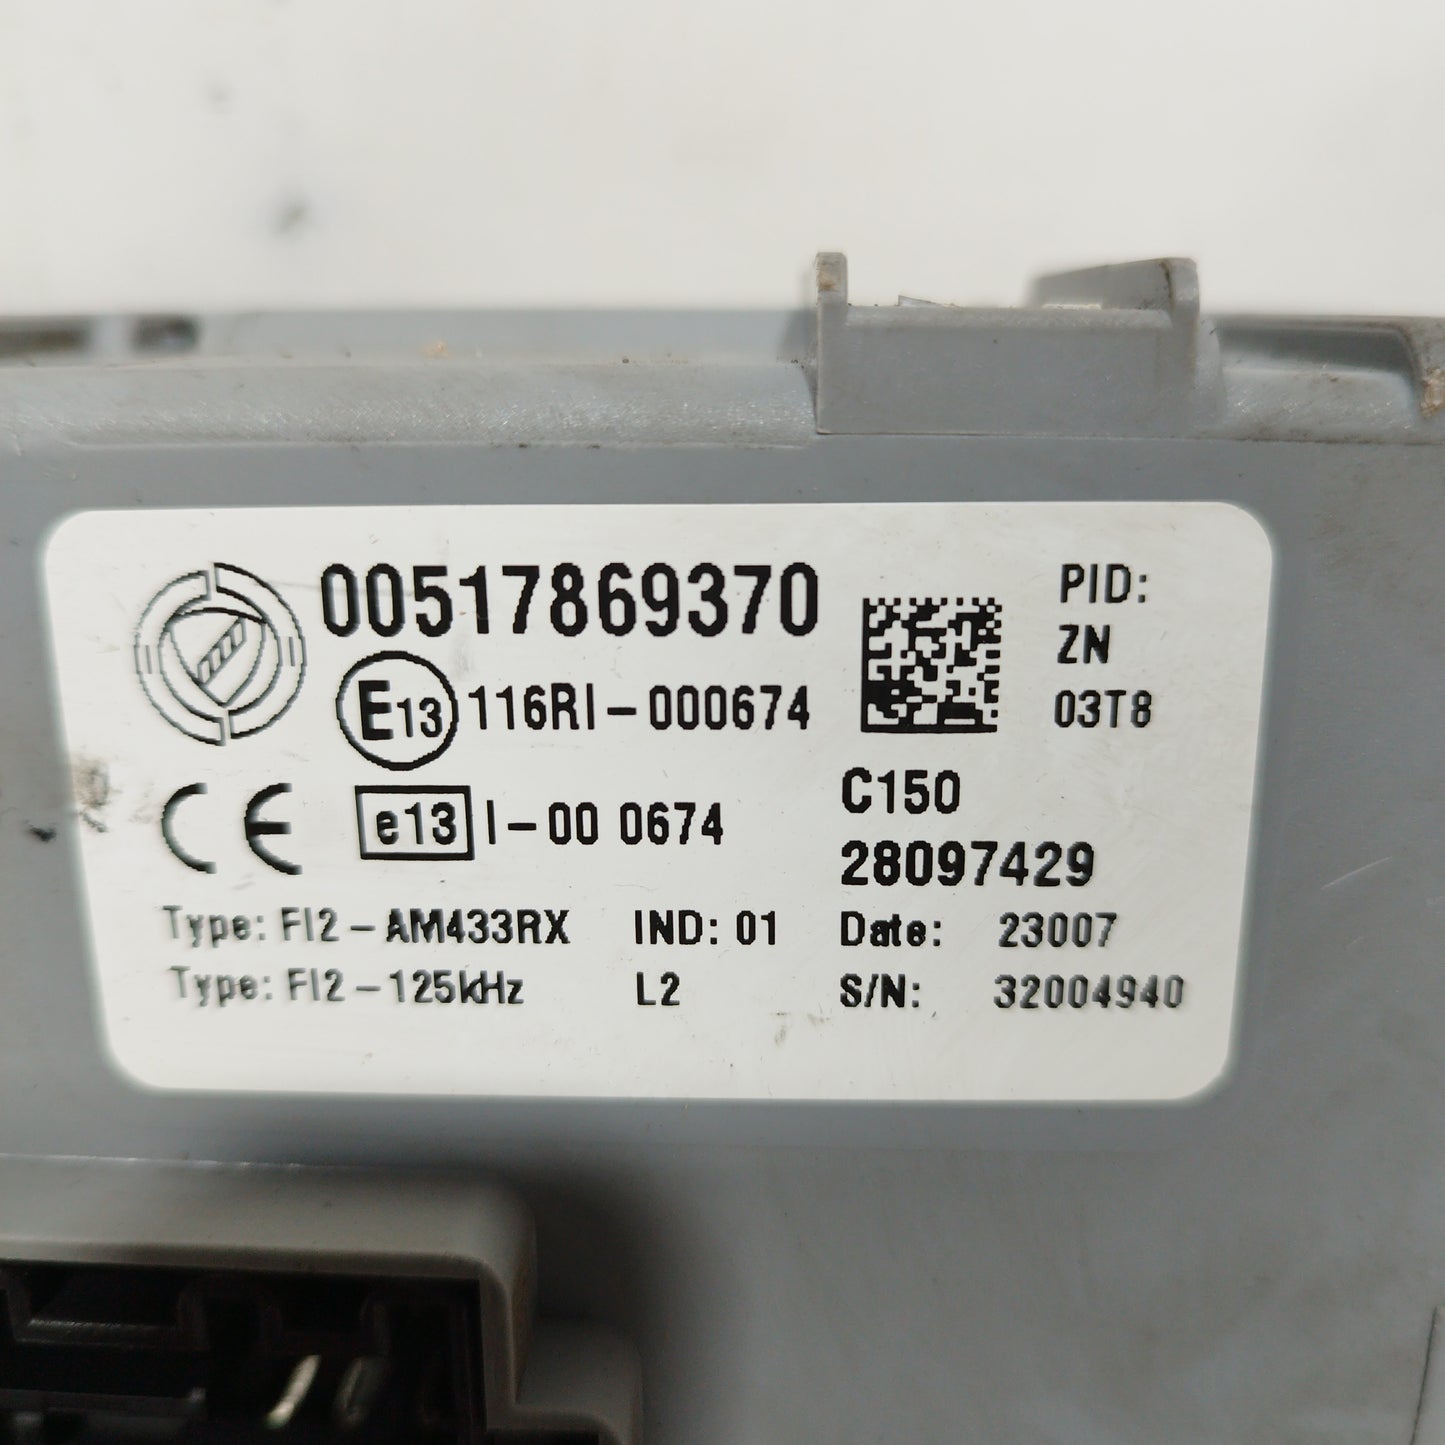 00517869370
E13 116RI-000674
CE e13 I-00 0674
Type: FI2-AM433RX IND: 01
Type: FI2-125kHz L2
PID:
ZN
03T8
C150
28097429
Date: 23007
S/N: 32004940